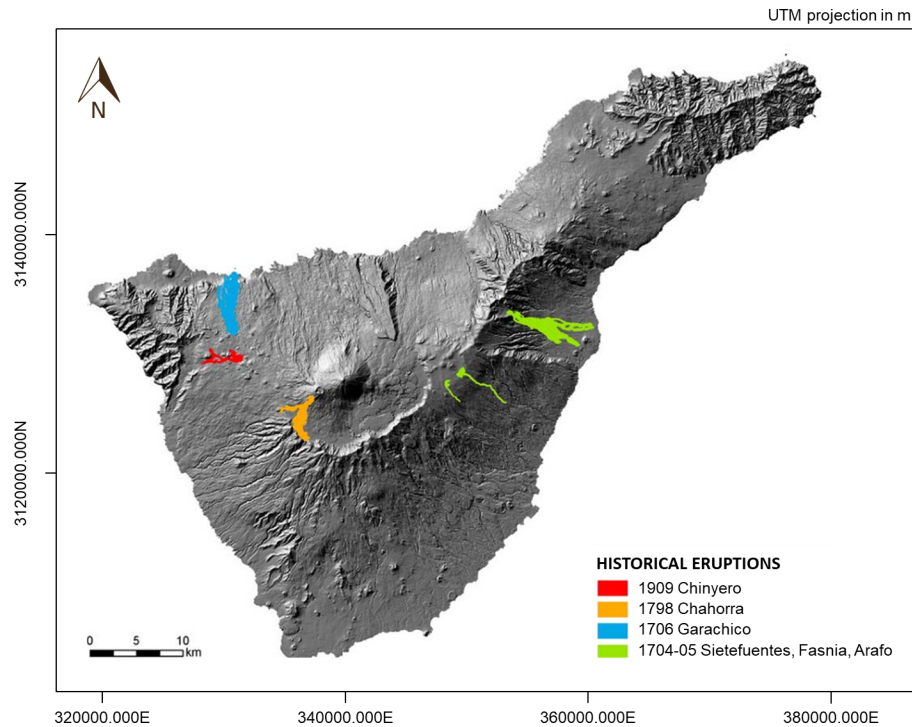 UTM projection in m
N
3140000.000N
3120000.000N
HISTORICAL ERUPTIONS
1909 Chinyero
1798 Chahorra
1706 Garachico
1704-05 Sietefuentes, Fasnia, Arafo
0 5 10
km
320000.000E 340000.000E 360000.000E 380000.000E